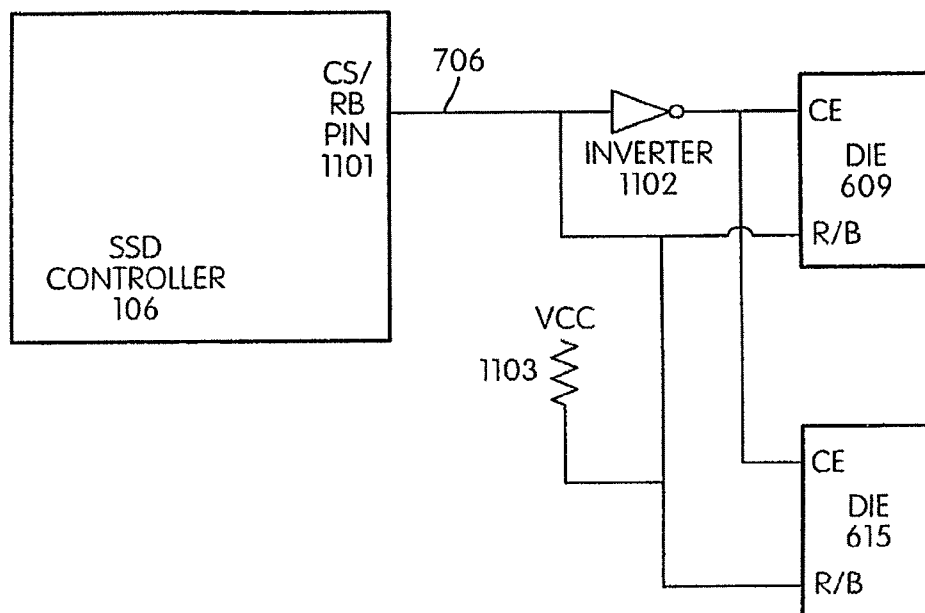 CS/
RB
PIN
1101
SSD
CONTROLLER
106
706
INVERTER
1102
CE
DIE
609
R/B
VCC
1103
CE
DIE
615
R/B